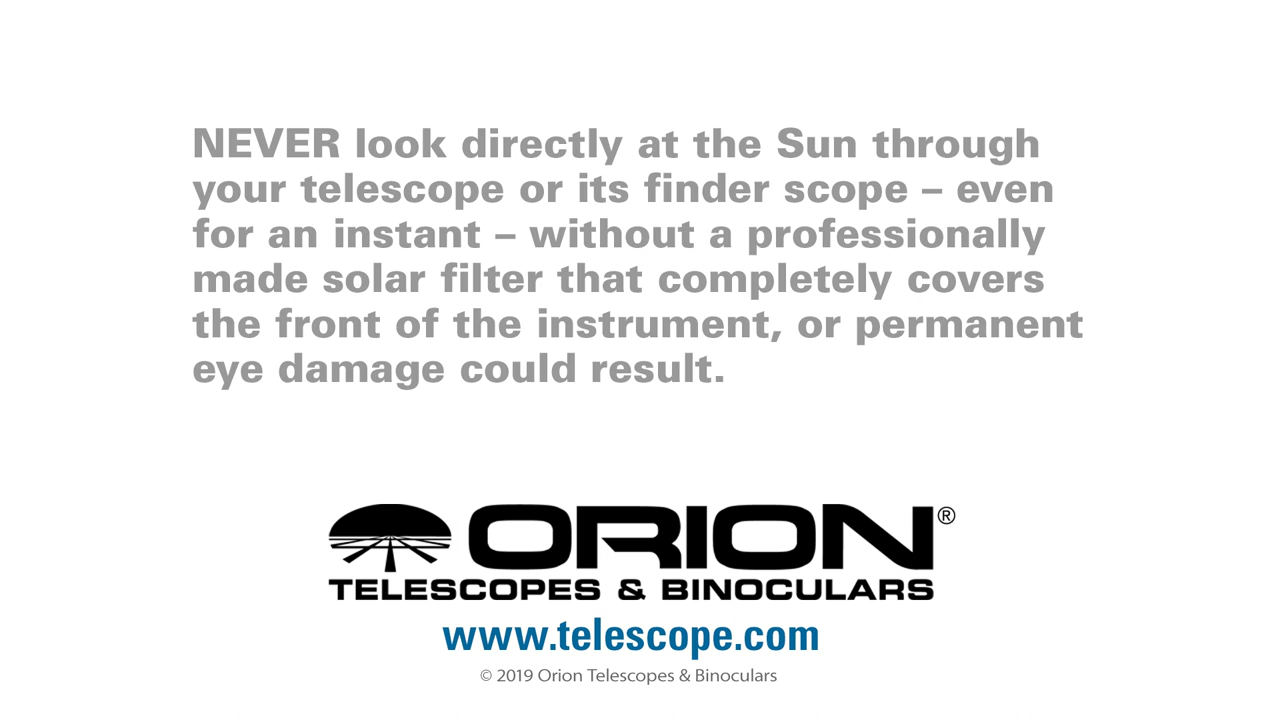 NEVER look directly at the Sun through
your telescope or its finder scope – even
for an instant – without a professionally
made solar filter that completely covers
the front of the instrument, or permanent
eye damage could result.
ORION®
TELESCOPES & BINOCULARS
www.telescope.com
© 2019 Orion Telescopes & Binoculars